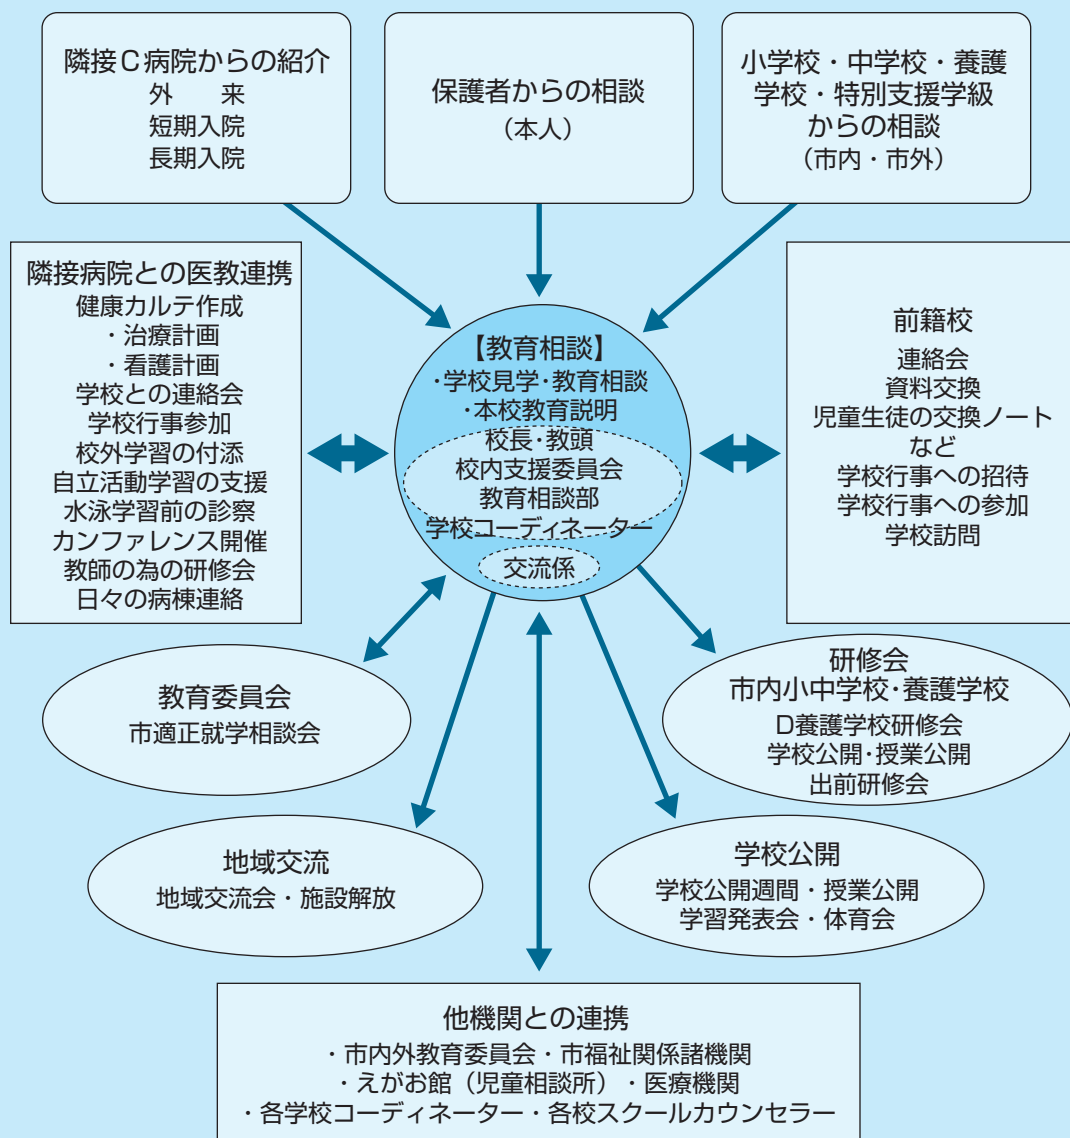 隣接C病院からの紹介
外　来
短期入院
長期入院
保護者からの相談
（本人）
小学校・中学校・養護
学校・特別支援学級
からの相談
（市内・市外）
隣接病院との医教連携
健康カルテ作成
・治療計画
・看護計画
学校との連絡会
学校行事参加
校外学習の付添
自立活動学習の支援
水泳学習前の診察
カンファレンス開催
教師の為の研修会
日々の病棟連絡
【教育相談】
・学校見学・教育相談
・本校教育説明
校長・教頭
校内支援委員会
教育相談部
学校コーディネーター
交流係
前籍校
連絡会
資料交換
児童生徒の交換ノート
など
学校行事への招待
学校行事への参加
学校訪問
教育委員会
市適正就学相談会
研修会
市内小中学校・養護学校
D養護学校研修会
学校公開・授業公開
出前研修会
地域交流
地域交流会・施設解放
学校公開
学校公開週間・授業公開
学習発表会・体育会
他機関との連携
・市内外教育委員会・市福祉関係諸機関
・えがお館（児童相談所）・医療機関
・各学校コーディネーター・各校スクールカウンセラー